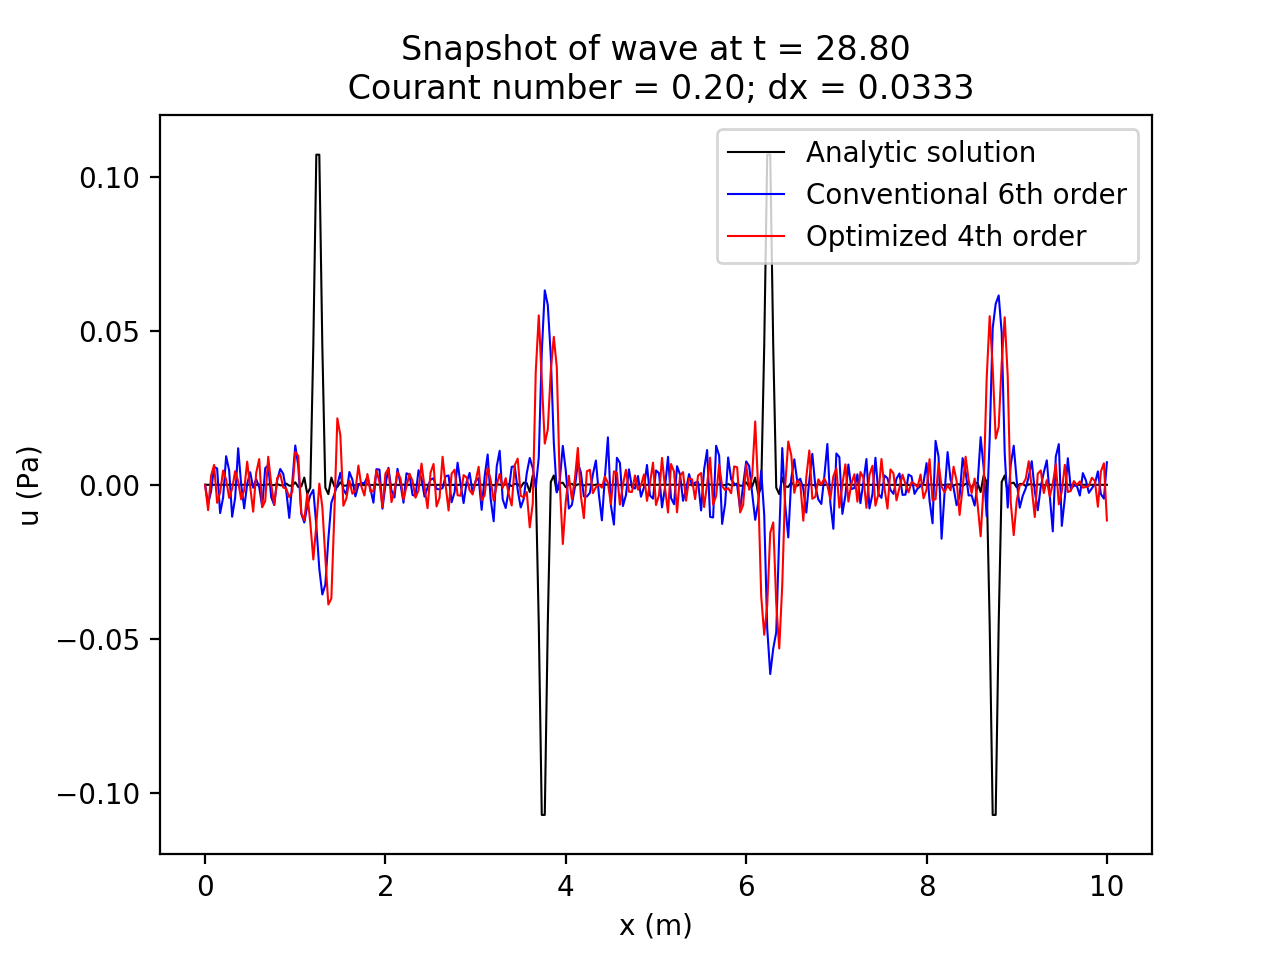 Snapshot of wave at t = 28.80
Courant number = 0.20; dx = 0.0333
Analytic solution
Conventional 6th order
Optimized 4th order
0.10
0.05
0.00
−0.05
−0.10
u (Pa)
0 2 4 6 8 10
x (m)